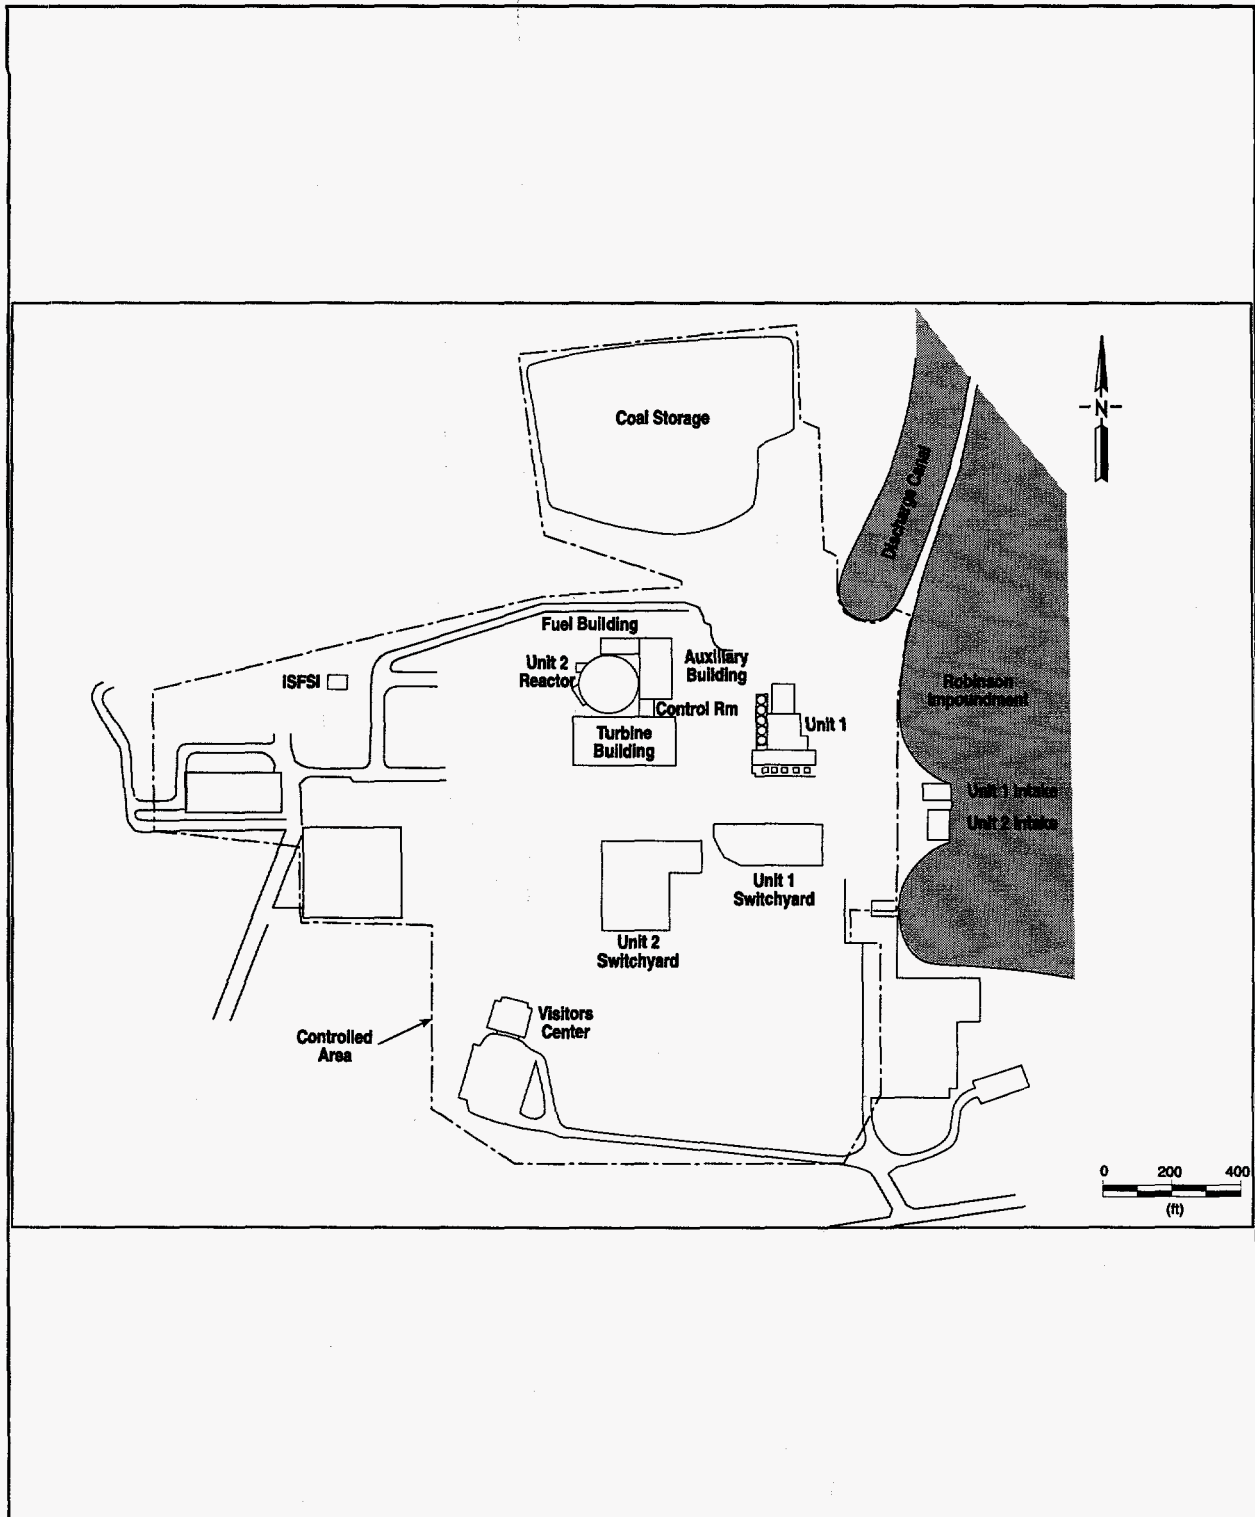 Coal Storage
Discharge Canal
N
Fuel Building
Unit 2
Reactor
Auxiliary
Building
ISFSI
Control Rm
Robinson
Impoundment
Turbine
Building
Unit 1
Unit 1 Intake
Unit 2 Intake
Unit 1
Switchyard
Unit 2
Switchyard
Visitors
Center
Controlled
Area
0 200 400
(ft)